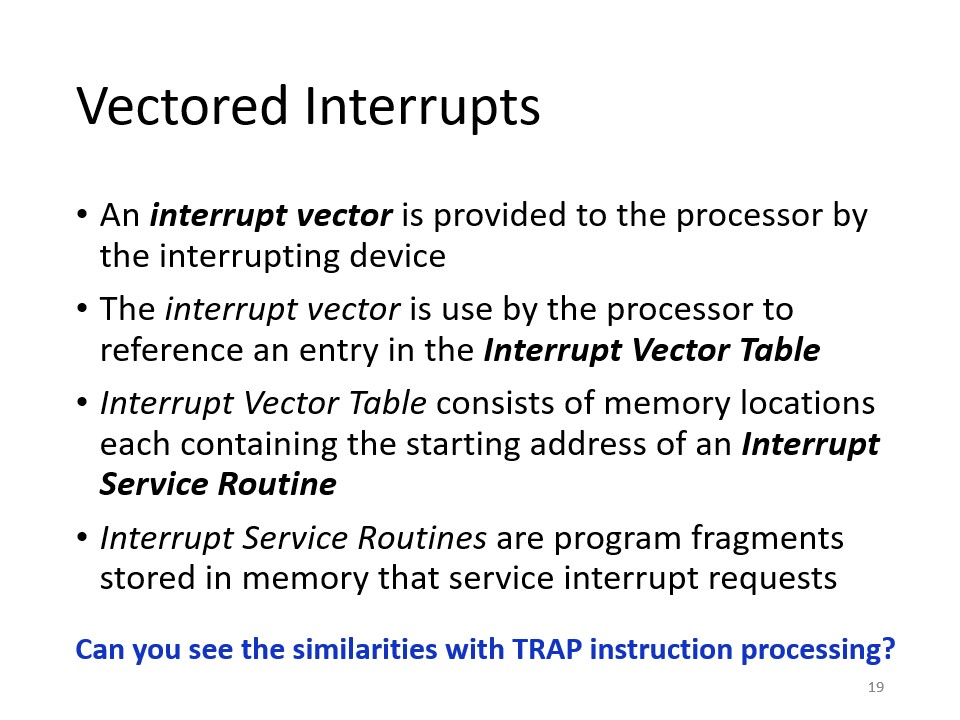 Vectored Interrupts
• An interrupt vector is provided to the processor by
the interrupting device
• The interrupt vector is use by the processor to
reference an entry in the Interrupt Vector Table
• Interrupt Vector Table consists of memory locations
each containing the starting address of an Interrupt
Service Routine
• Interrupt Service Routines are program fragments
stored in memory that service interrupt requests
Can you see the similarities with TRAP instruction processing?
19